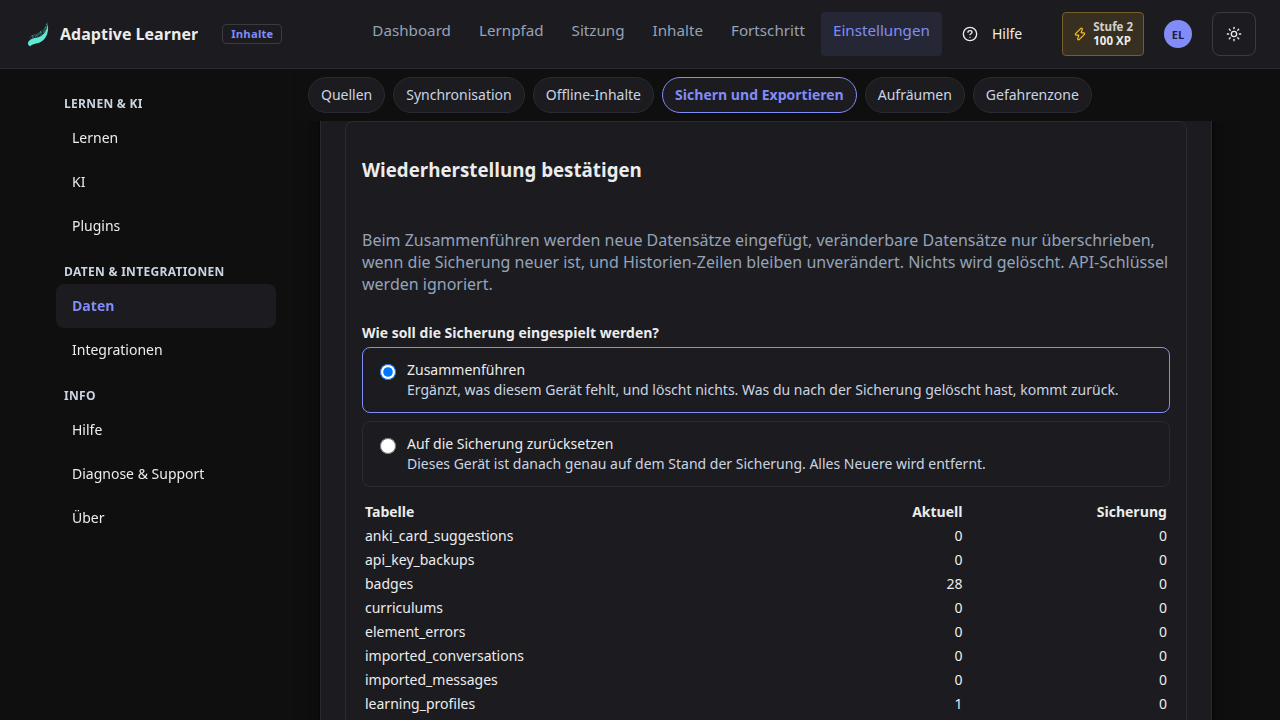 Adaptive Learner
Inhalte
Dashboard
Lernpfad
Sitzung
Inhalte
Fortschritt
Einstellungen
Hilfe
Stufe 2
100 XP
EL
LERNEN & KI
Lernen
KI
Plugins
DATEN & INTEGRATIONEN
Daten
Integrationen
INFO
Hilfe
Diagnose & Support
Über
Quellen
Synchronisation
Offline-Inhalte
Sichern und Exportieren
Aufräumen
Gefahrenzone
Wiederherstellung bestätigen
Beim Zusammenführen werden neue Datensätze eingefügt, veränderbare Datensätze nur überschrieben,
wenn die Sicherung neuer ist, und Historien-Zeilen bleiben unverändert. Nichts wird gelöscht. API-Schlüssel
werden ignoriert.
Wie soll die Sicherung eingespielt werden?
Zusammenführen
Ergänzt, was diesem Gerät fehlt, und löscht nichts. Was du nach der Sicherung gelöscht hast, kommt zurück.
Auf die Sicherung zurücksetzen
Dieses Gerät ist danach genau auf dem Stand der Sicherung. Alles Neuere wird entfernt.
Tabelle Aktuell Sicherung
anki_card_suggestions 0 0
api_key_backups 0 0
badges 28 0
curriculums 0 0
element_errors 0 0
imported_conversations 0 0
imported_messages 0 0
learning_profiles 1 0